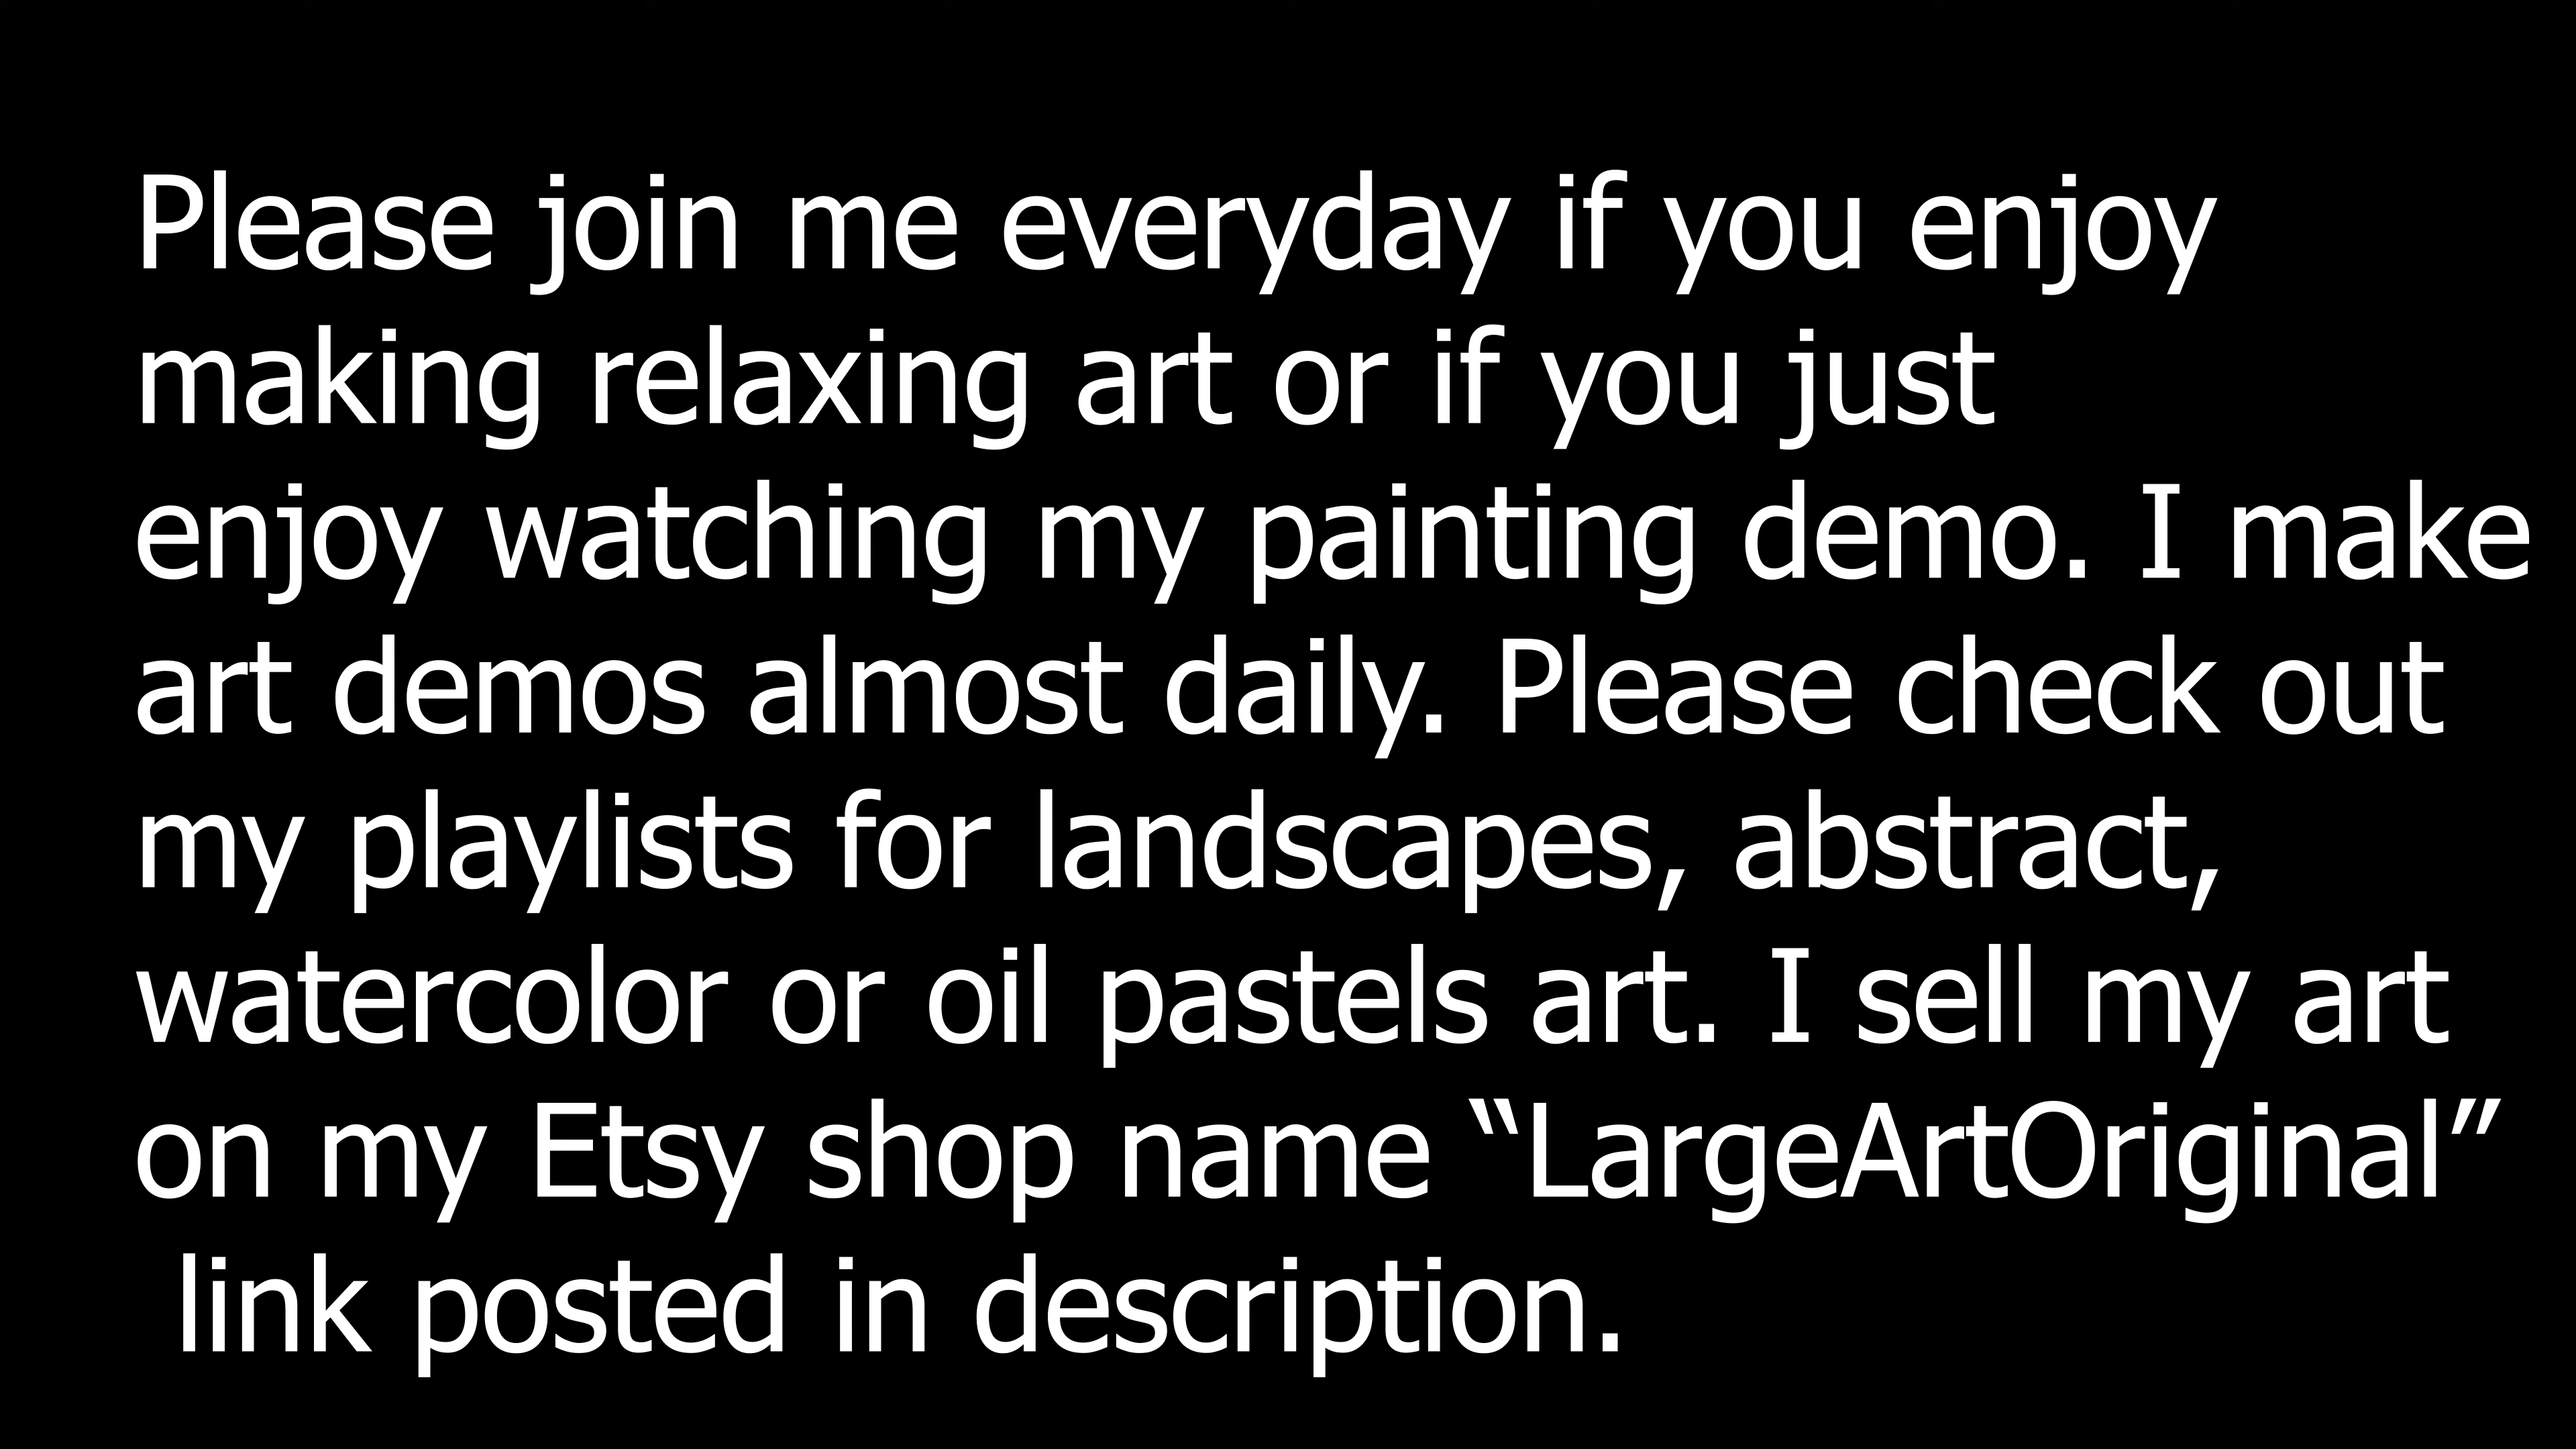 Please join me everyday if you enjoy
making relaxing art or if you just
enjoy watching my painting demo. I make
art demos almost daily. Please check out
my playlists for landscapes, abstract,
watercolor or oil pastels art. I sell my art
on my Etsy shop name “LargeArtOriginal”
link posted in description.